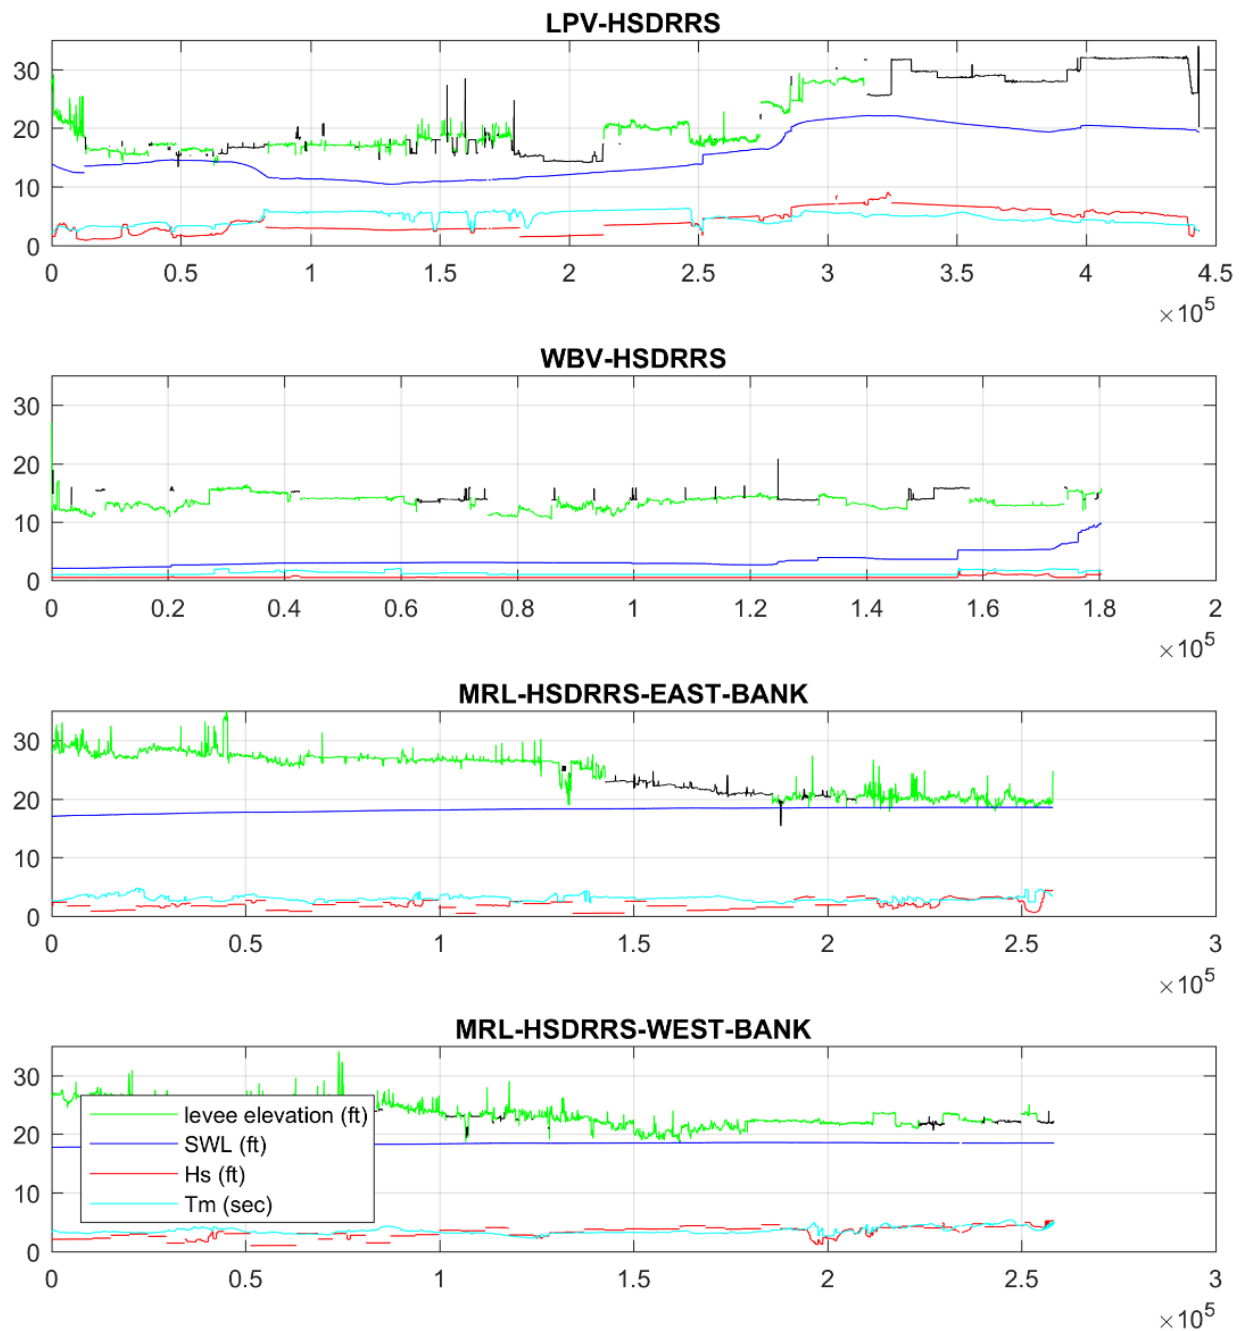 LPV-HSDRRS
30
20
10
0
0 0.5 1 1.5 2 2.5 3 3.5 4 4.5
×10^5
WBV-HSDRRS
30
20
10
0
0 0.2 0.4 0.6 0.8 1 1.2 1.4 1.6 1.8 2
×10^5
MRL-HSDRRS-EAST-BANK
30
20
10
0
0 0.5 1 1.5 2 2.5 3
×10^5
MRL-HSDRRS-WEST-BANK
30
20
10
0
levee elevation (ft)
SWL (ft)
Hs (ft)
Tm (sec)
0 0.5 1 1.5 2 2.5 3
×10^5